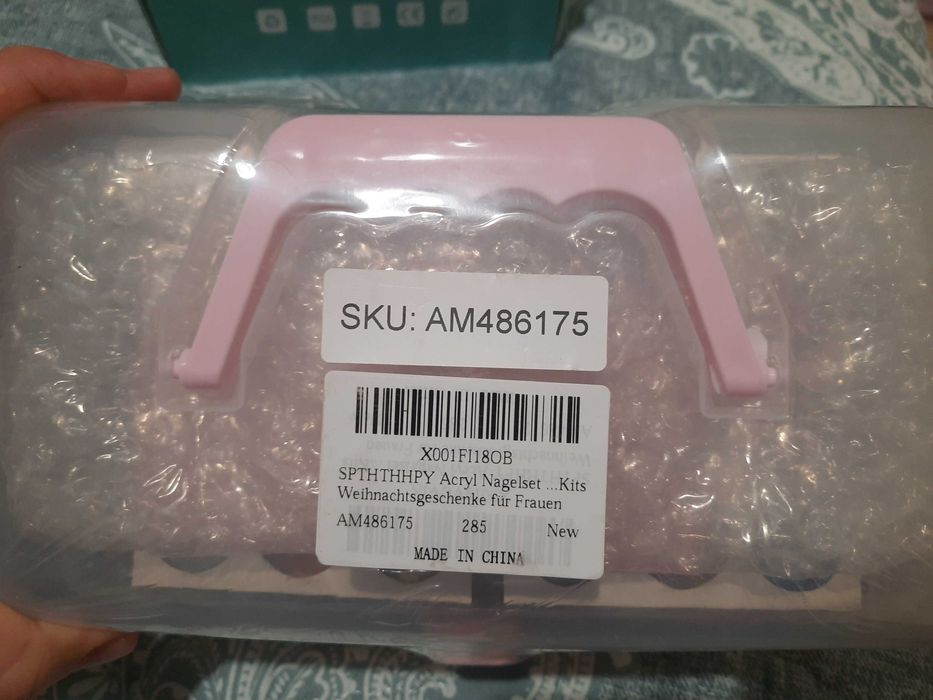 SKU: AM486175
X001FI18OB
SPTHTHHPY Acryl Nagelset ...Kits
Weihnachtsgeschenke für Frauen
AM486175 285 New
MADE IN CHINA